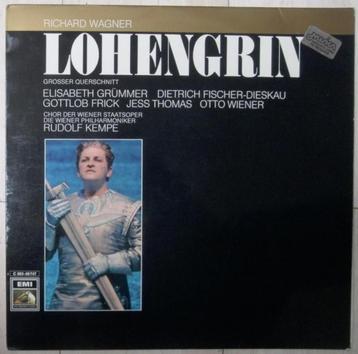 RICHARD WAGNER
LOHENGRIN
GROSSER QUERSCHNITT
ELISABETH GRÜMMER DIETRICH FISCHER-DIESKAU
GOTTLOB FRICK JESS THOMAS OTTO WIENER
CHOR DER WIENER STAATSOPER
DIE WIENER PHILHARMONIKER
RUDOLF KEMPE
EMI